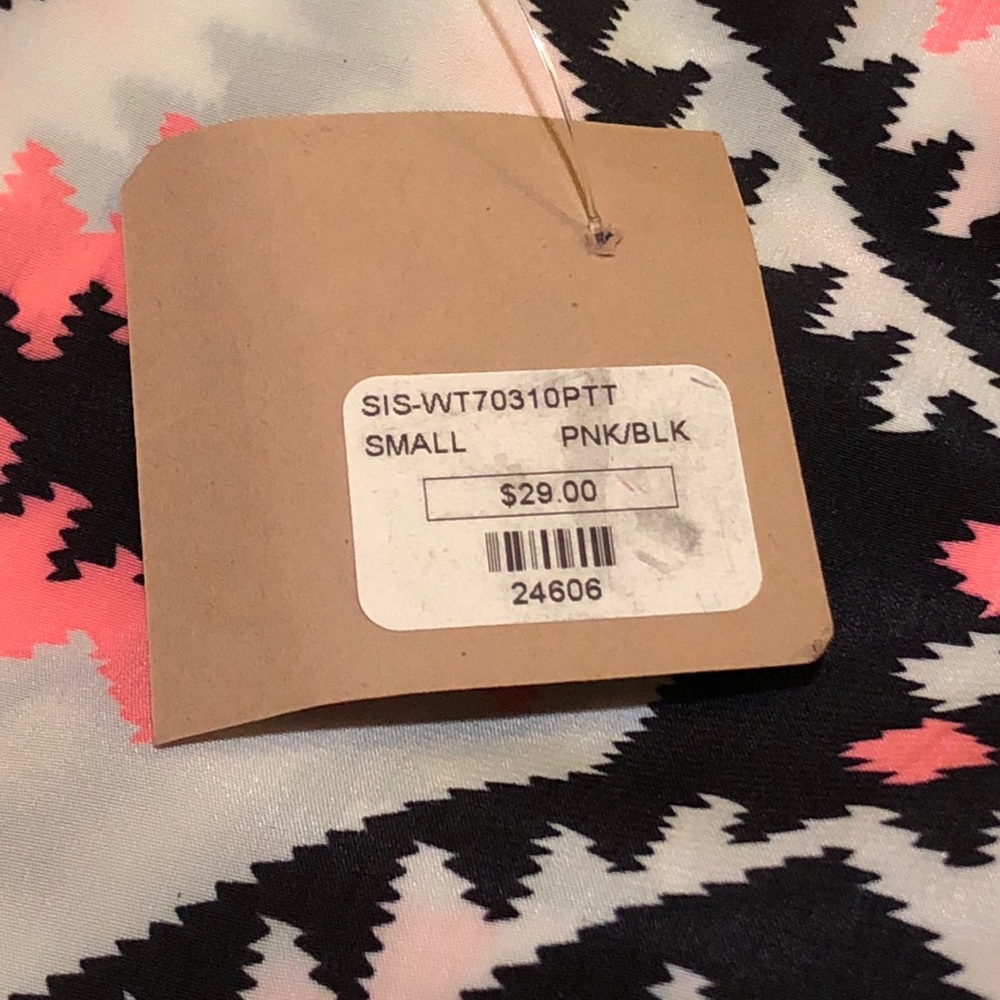 SIS-WT70310PTT
SMALL PNK/BLK
$29.00
24606